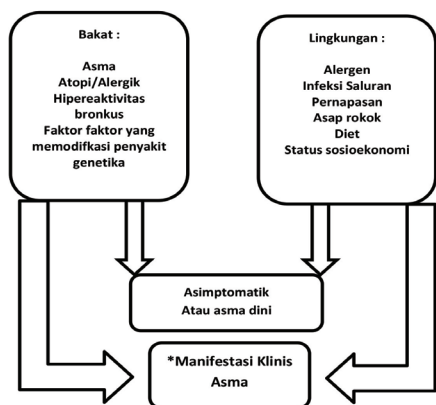 Bakat :
Asma
Atopi/Alergik
Hipereaktivitas
bronkus
Faktor faktor yang
memodifkasi penyakit
genetika
Lingkungan :
Alergen
Infeksi Saluran
Pernapasan
Asap rokok
Diet
Status sosioekonomi
Asimptomatik
Atau asma dini
*Manifestasi Klinis
Asma